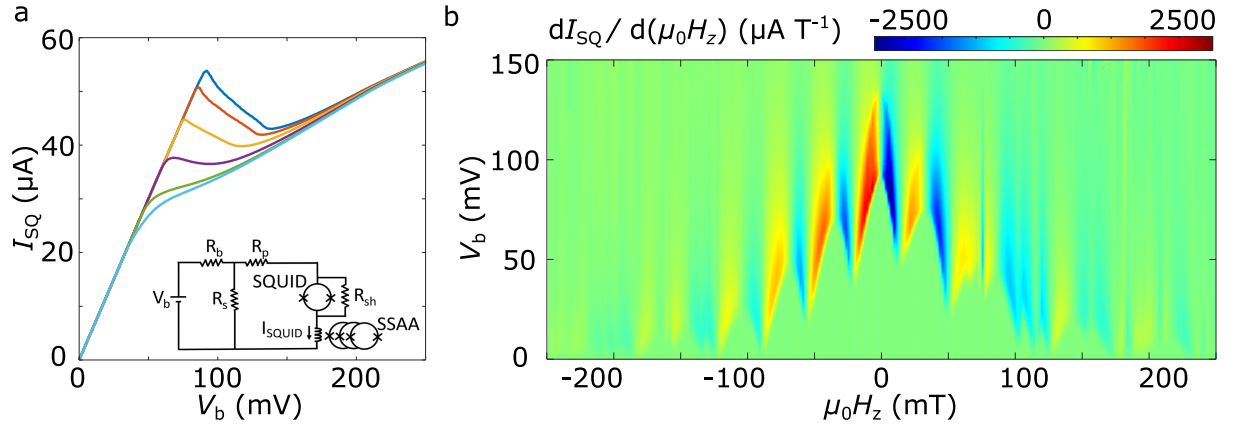 a
60
40
20
0
I_SQ (µA)
0
100
200
V_b (mV)
R_b
R_p
SQUID
V_b
R_s
R_sh
I_SQUID
SSAA
b
dI_SQ / d(µ₀H_z) (µA T⁻¹)
-2500
0
2500
150
100
50
0
V_b (mV)
-200
-100
0
100
200
µ₀H_z (mT)